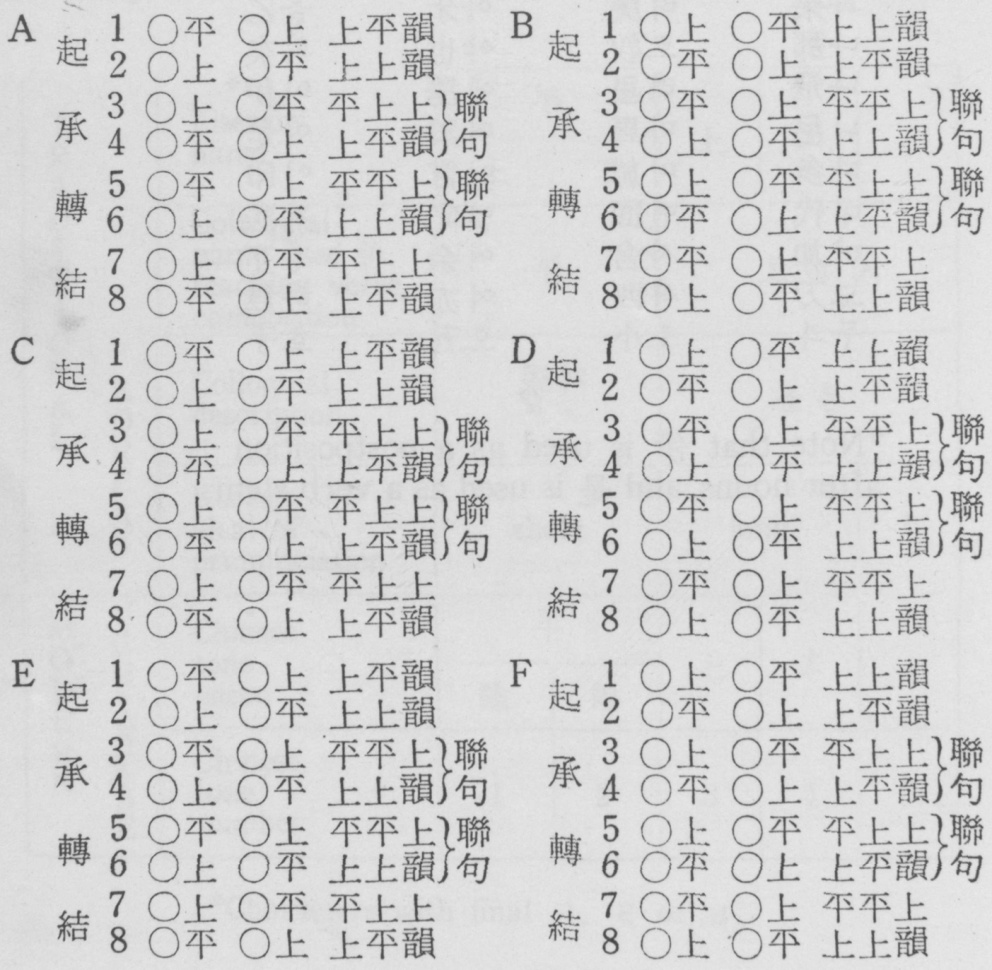 A
起
1 ○平 ○上 上平韻
2 ○上 ○平 上上韻
承
3 ○上 ○平 平上上
4 ○平 ○上 上平韻
聯句
轉
5 ○平 ○上 平平上
6 ○上 ○平 上上韻
聯句
結
7 ○上 ○平 平上上
8 ○平 ○上 上平韻
B
起
1 ○上 ○平 上上韻
2 ○平 ○上 上平韻
承
3 ○平 ○上 平平上
4 ○上 ○平 上上韻
聯句
轉
5 ○上 ○平 平上上
6 ○平 ○上 上平韻
聯句
結
7 ○平 ○上 平平上
8 ○上 ○平 上上韻
C
起
1 ○平 ○上 上平韻
2 ○上 ○平 上上韻
承
3 ○上 ○平 平上上
4 ○平 ○上 上平韻
聯句
轉
5 ○上 ○平 平上上
6 ○平 ○上 上平韻
聯句
結
7 ○上 ○平 平上上
8 ○平 ○上 上平韻
D
起
1 ○上 ○平 上上韻
2 ○平 ○上 上平韻
承
3 ○平 ○上 平平上
4 ○上 ○平 上上韻
聯句
轉
5 ○平 ○上 平平上
6 ○上 ○平 上上韻
聯句
結
7 ○平 ○上 平平上
8 ○上 ○平 上上韻
E
起
1 ○平 ○上 上平韻
2 ○上 ○平 上上韻
承
3 ○平 ○上 平平上
4 ○上 ○平 上上韻
聯句
轉
5 ○平 ○上 平平上
6 ○上 ○平 上上韻
聯句
結
7 ○上 ○平 平上上
8 ○平 ○上 上平韻
F
起
1 ○上 ○平 上上韻
2 ○平 ○上 上平韻
承
3 ○上 ○平 平上上
4 ○平 ○上 上平韻
聯句
轉
5 ○上 ○平 平上上
6 ○平 ○上 上平韻
聯句
結
7 ○平 ○上 平平上
8 ○上 ○平 上上韻